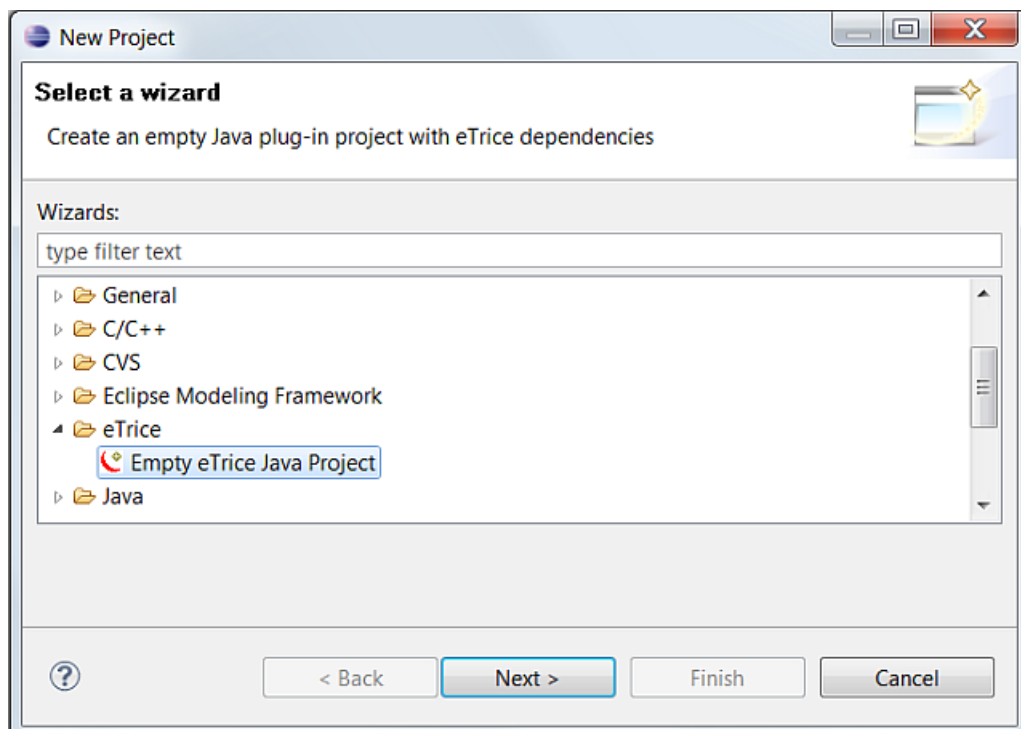 New Project
Select a wizard
Create an empty Java plug-in project with eTrice dependencies
Wizards:
type filter text
General
C/C++
CVS
Eclipse Modeling Framework
eTrice
Empty eTrice Java Project
Java
? < Back Next > Finish Cancel